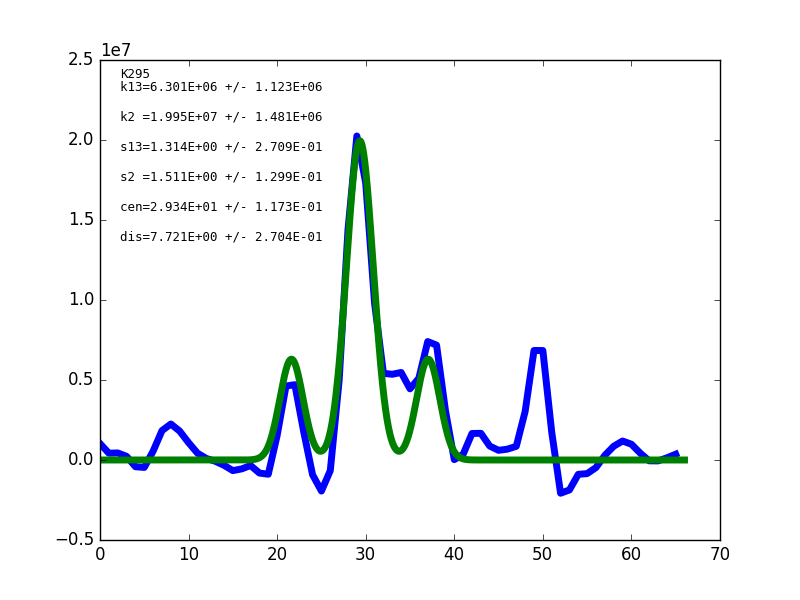 1e7
2.5
2.0
1.5
1.0
0.5
0.0
−0.5
K295
k13=6.301E+06 +/- 1.123E+06
k2 =1.995E+07 +/- 1.481E+06
s13=1.314E+00 +/- 2.709E-01
s2 =1.511E+00 +/- 1.299E-01
cen=2.934E+01 +/- 1.173E-01
dis=7.721E+00 +/- 2.704E-01
0 10 20 30 40 50 60 70